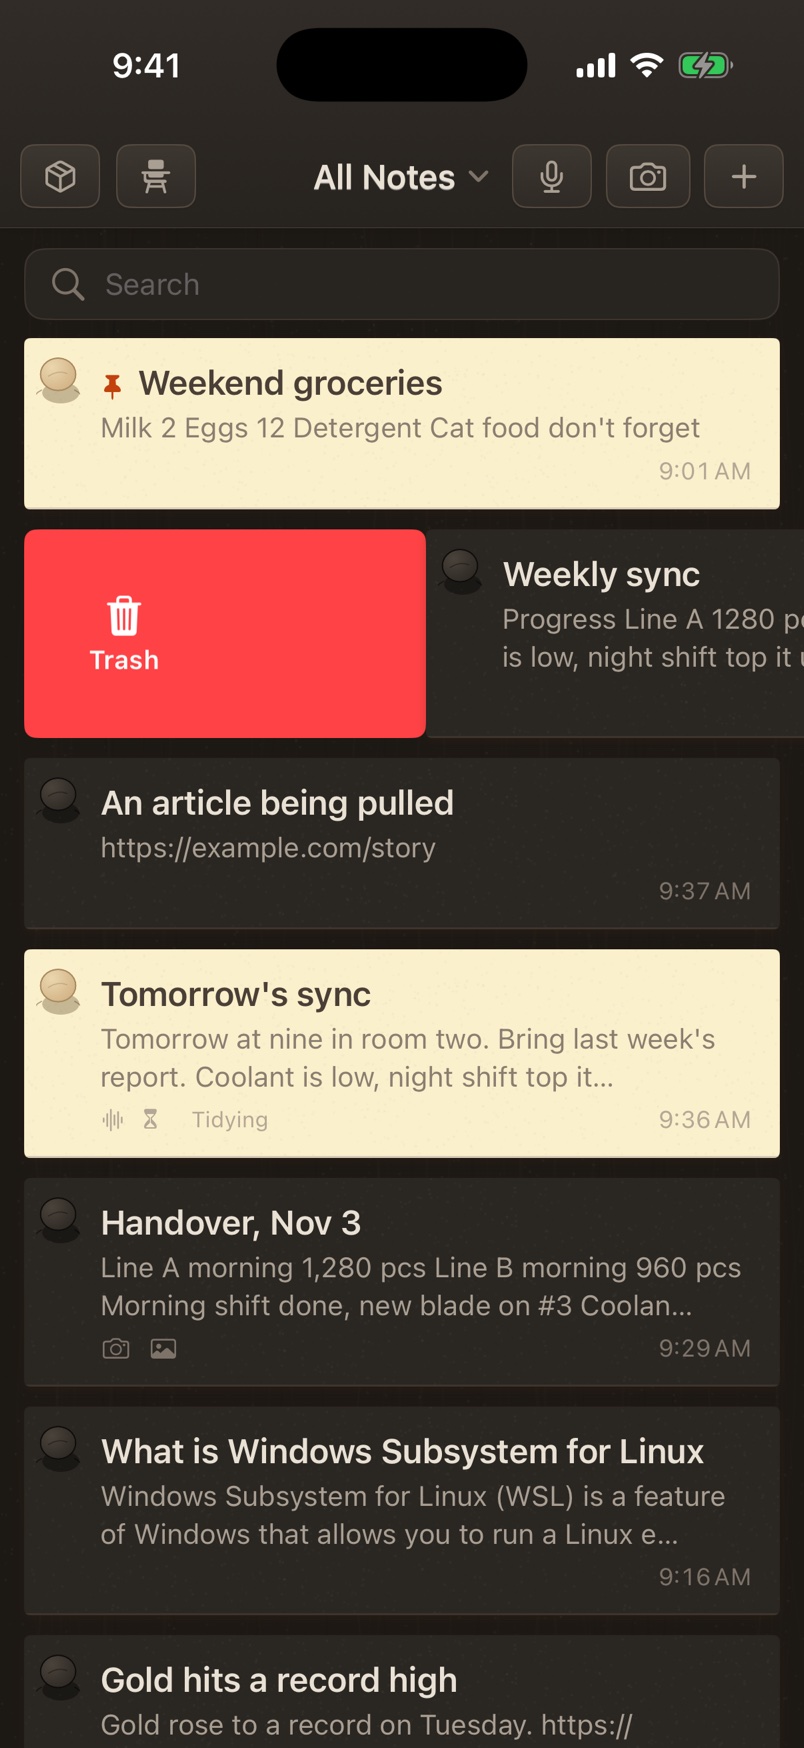 9:41
All Notes
Search
Weekend groceries
Milk 2 Eggs 12 Detergent Cat food don't forget
9:01 AM
Trash
Weekly sync
Progress Line A 1280 p
is low, night shift top it
An article being pulled
https://example.com/story
9:37 AM
Tomorrow's sync
Tomorrow at nine in room two. Bring last week's
report. Coolant is low, night shift top it...
Tidying
9:36 AM
Handover, Nov 3
Line A morning 1,280 pcs Line B morning 960 pcs
Morning shift done, new blade on #3 Coolan...
9:29 AM
What is Windows Subsystem for Linux
Windows Subsystem for Linux (WSL) is a feature
of Windows that allows you to run a Linux e...
9:16 AM
Gold hits a record high
Gold rose to a record on Tuesday. https://